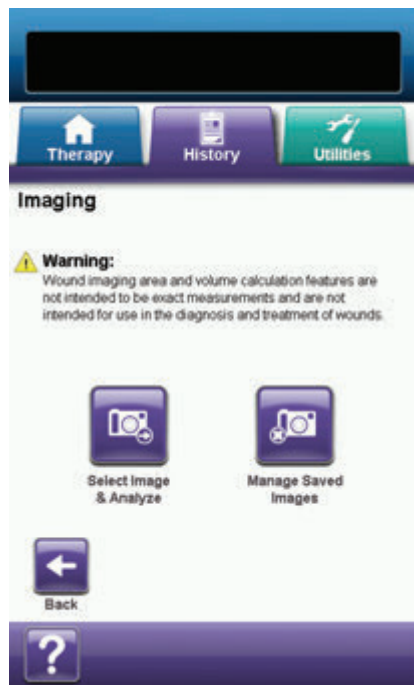 Therapy History Utilities
Imaging
Warning:
Wound imaging area and volume calculation features are
not intended to be exact measurements and are not
intended for use in the diagnosis and treatment of wounds.
Select Image
& Analyze
Manage Saved
Images
Back
?